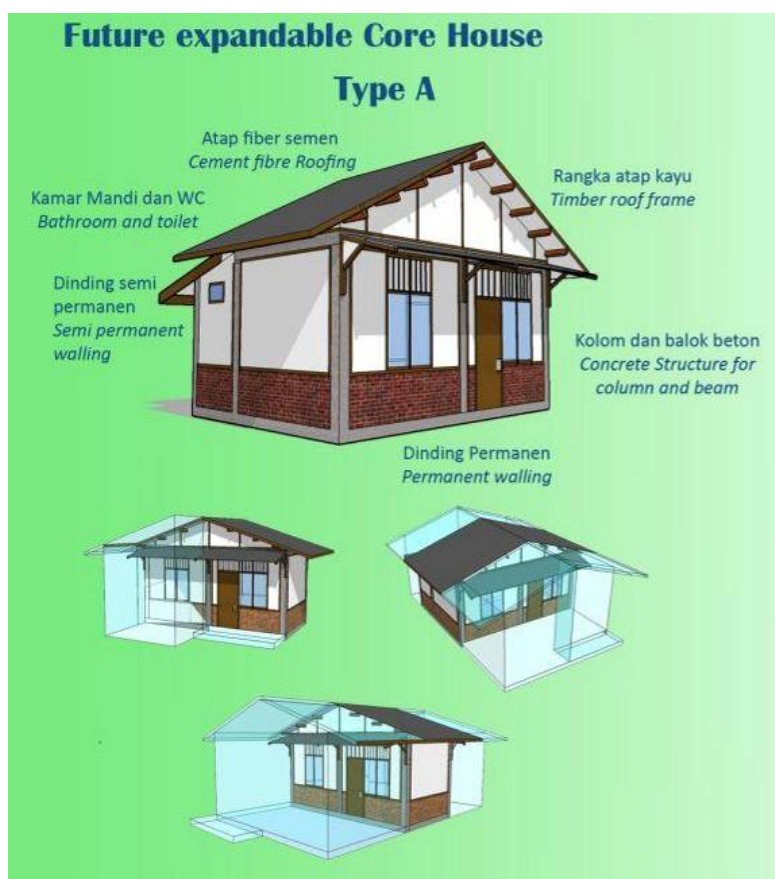 Future expandable Core House
Type A
Atap fiber semen
Cement fibre Roofing
Rangka atap kayu
Timber roof frame
Kamar Mandi dan WC
Bathroom and toilet
Dinding semi
permanen
Semi permanent
walling
Kolom dan balok beton
Concrete Structure for
column and beam
Dinding Permanen
Permanent walling